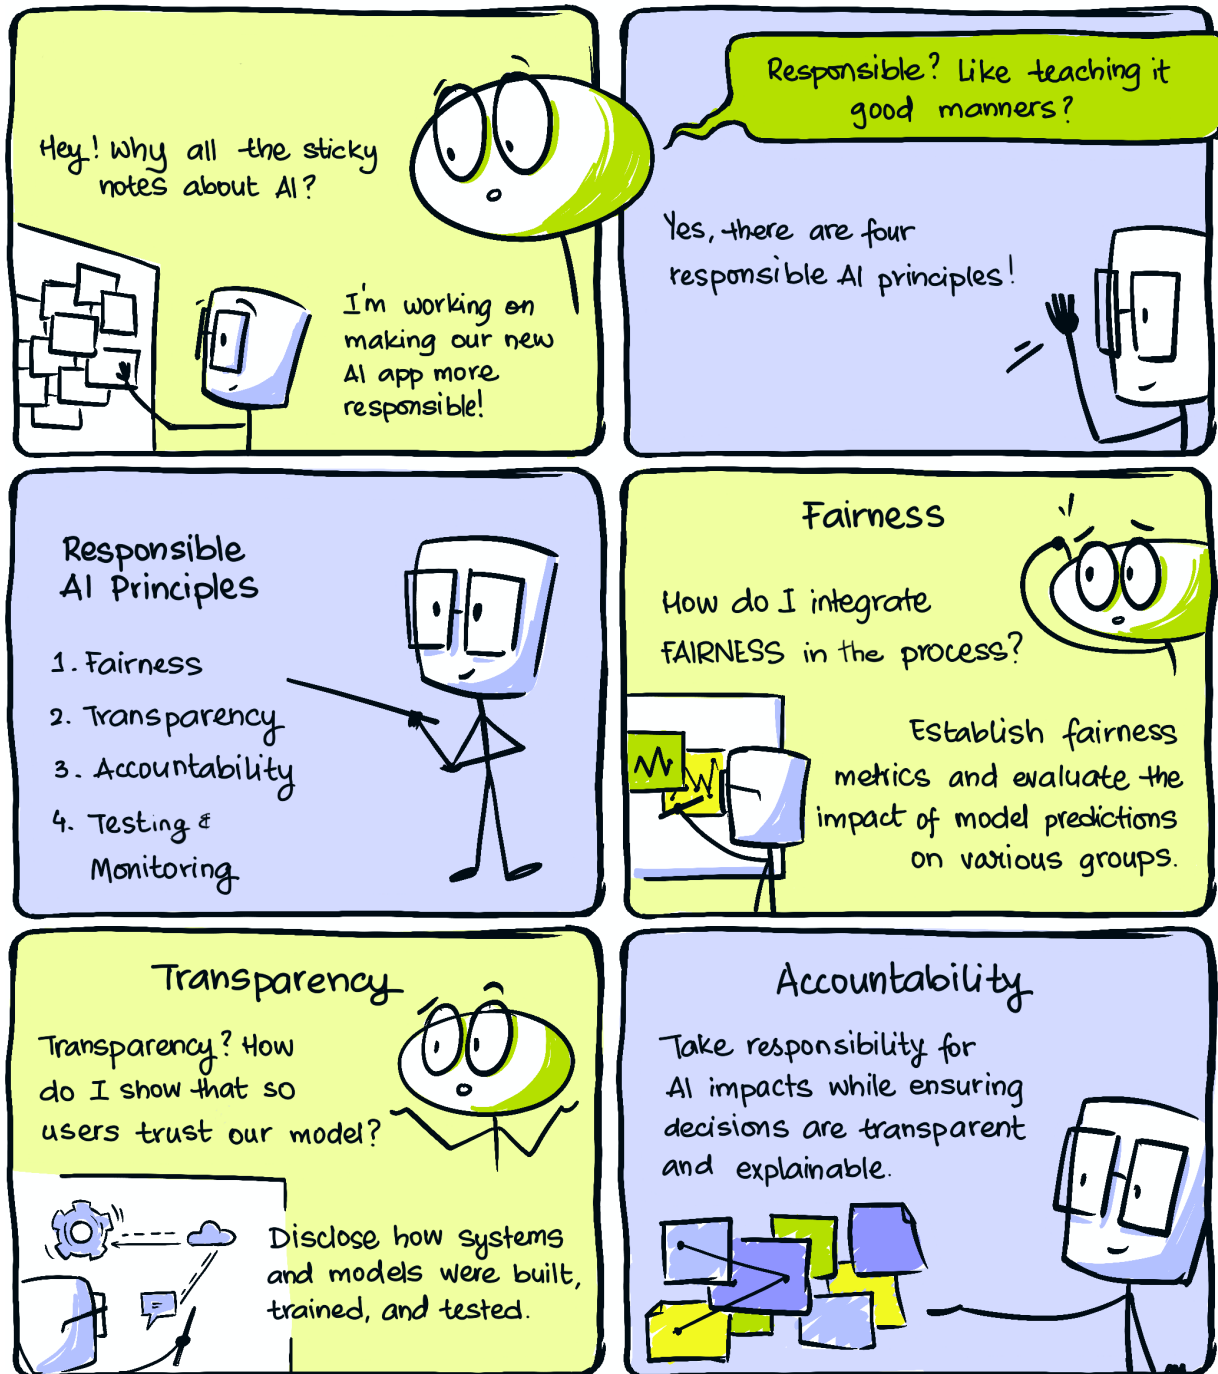 Hey! Why all the sticky
notes about AI?
I'm working on
making our new
AI app more
responsible!
Responsible? Like teaching it
good manners?
Yes, there are four
responsible AI principles!
Responsible
AI Principles
1. Fairness
2. Transparency
3. Accountability
4. Testing &
Monitoring
Fairness
How do I integrate
FAIRNESS in the process?
Establish fairness
metrics and evaluate the
impact of model predictions
on various groups.
Transparency
Transparency? How
do I show that so
users trust our model?
Disclose how systems
and models were built,
trained, and tested.
Accountability
Take responsibility for
AI impacts while ensuring
decisions are transparent
and explainable.